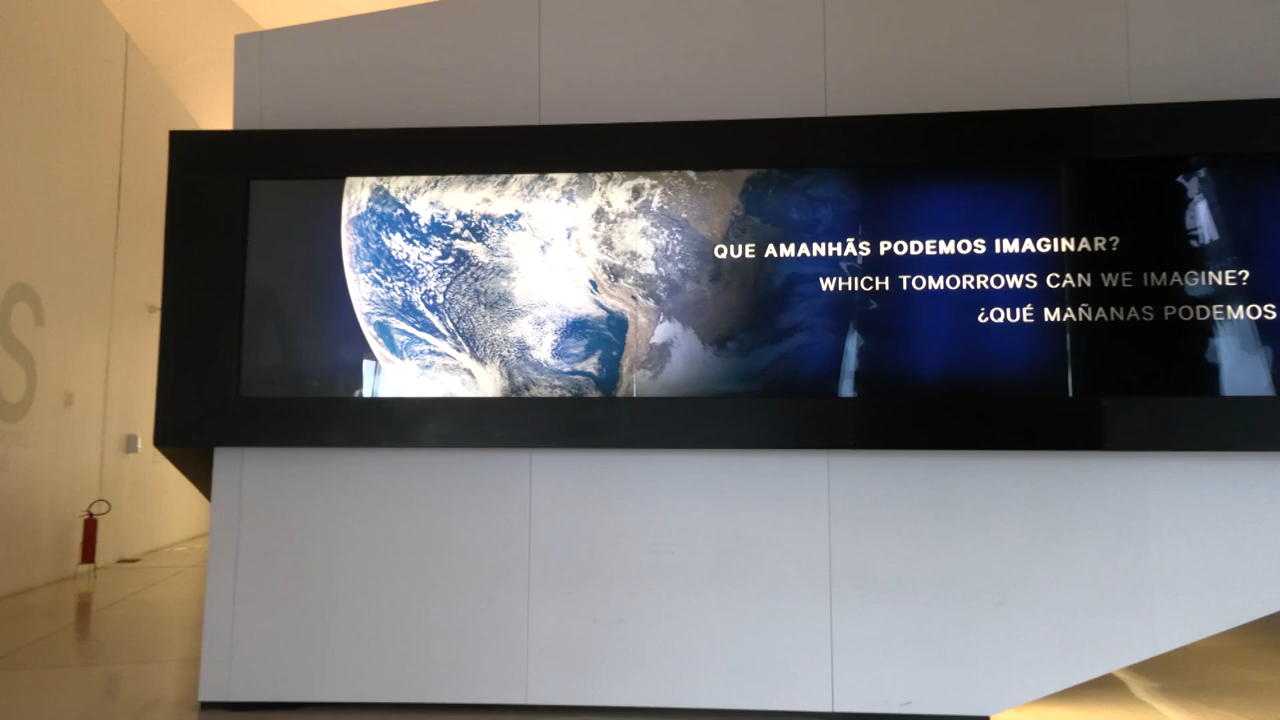 QUE AMANHÃS PODEMOS IMAGINAR?
WHICH TOMORROWS CAN WE IMAGINE?
¿QUÉ MAÑANAS PODEMOS
S